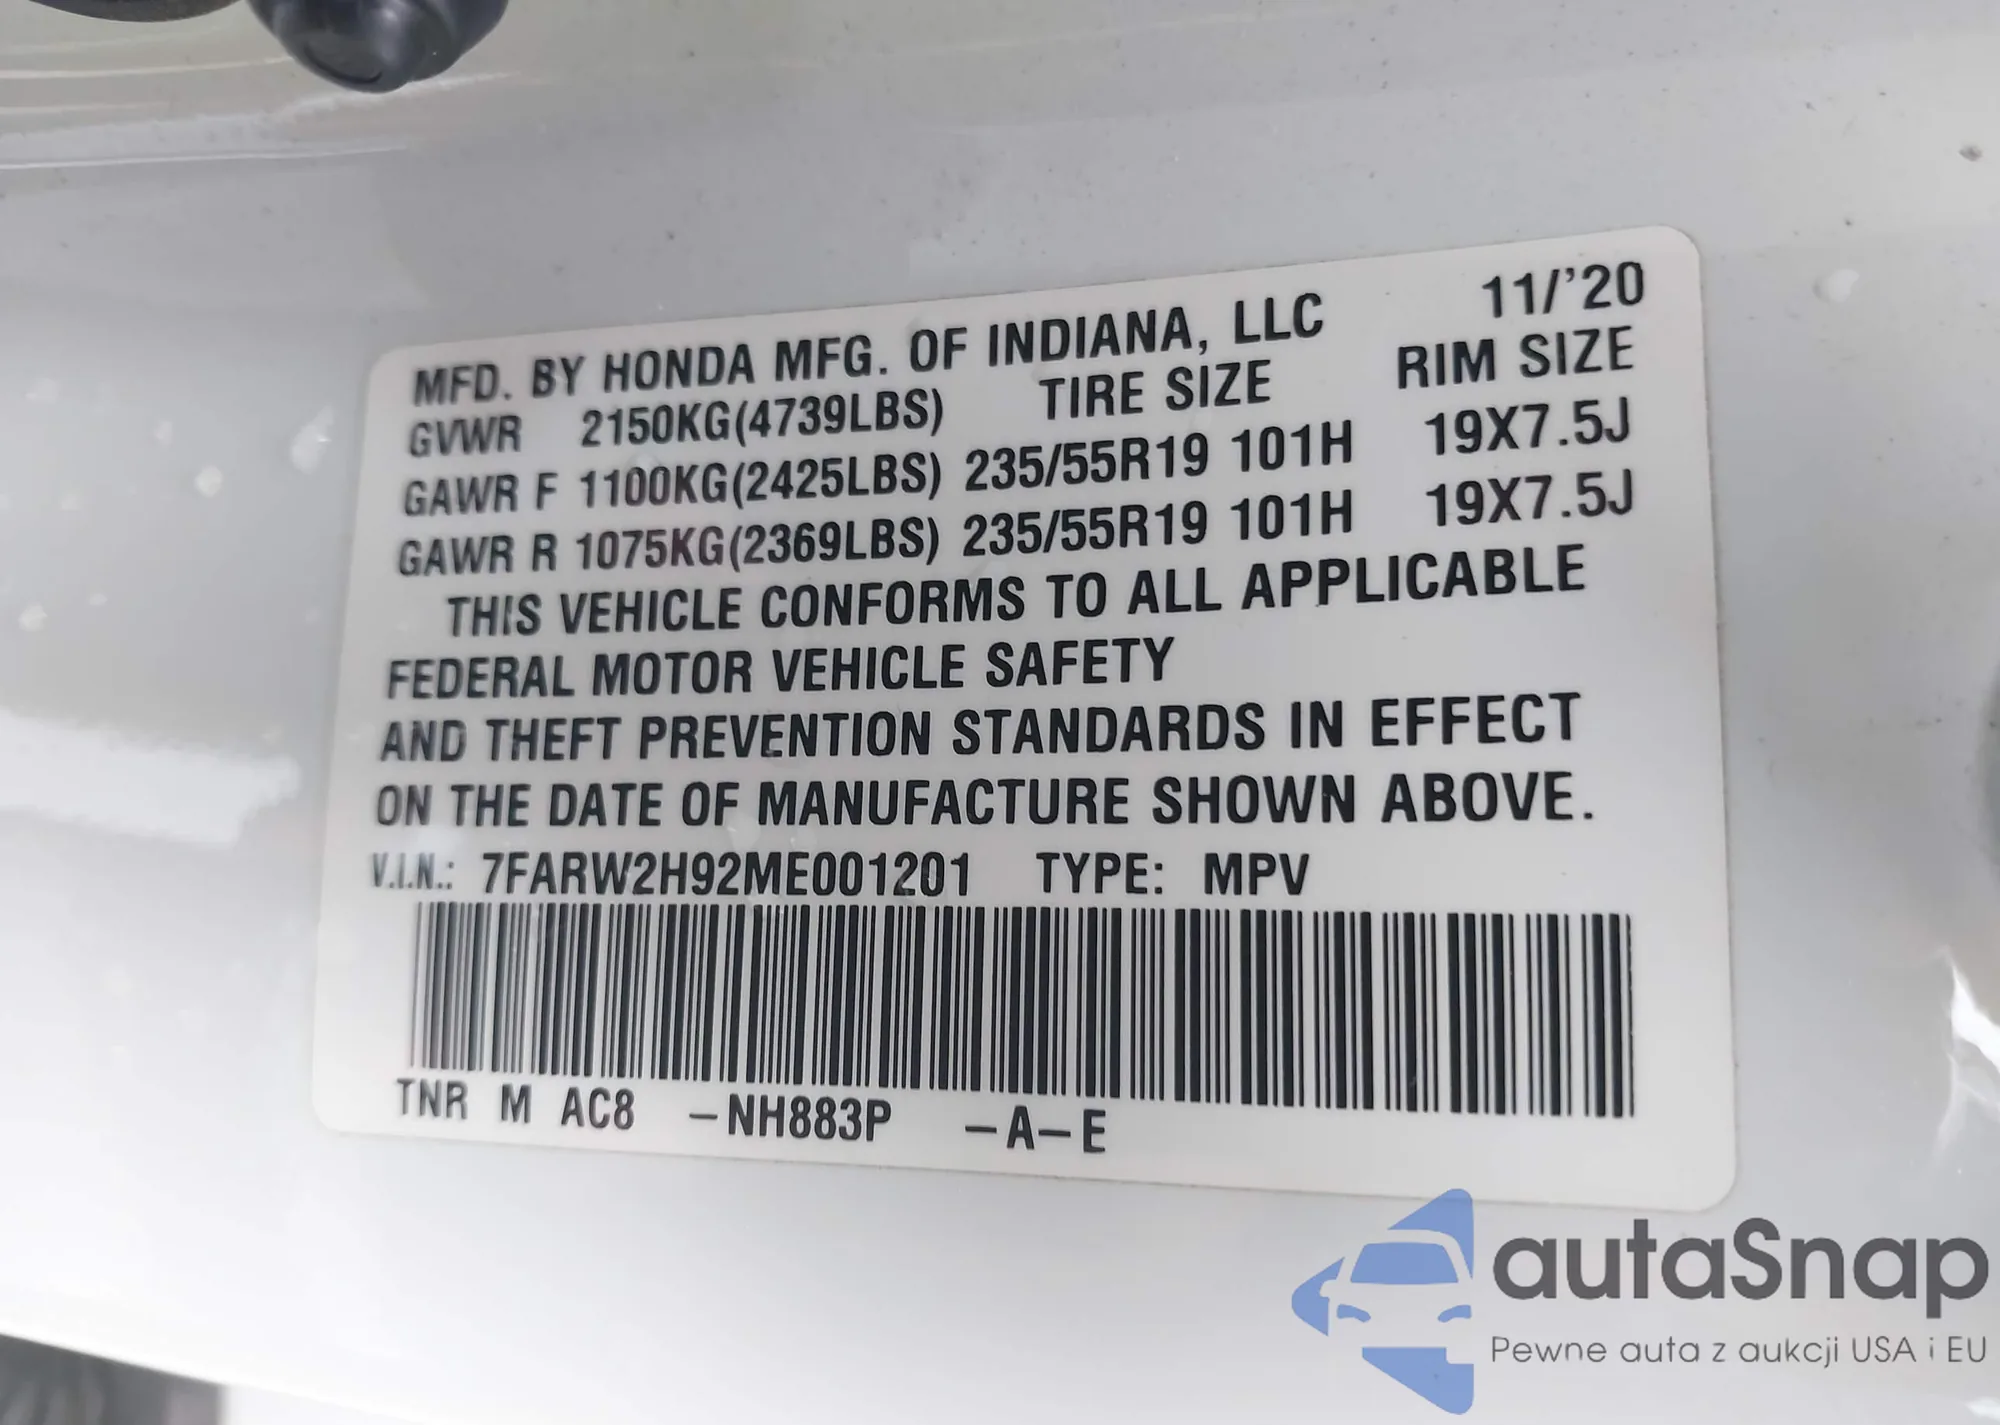 MFD. BY HONDA MFG. OF INDIANA, LLC 11/'20
GVWR 2150KG(4739LBS) TIRE SIZE RIM SIZE
GAWR F 1100KG(2425LBS) 235/55R19 101H 19X7.5J
GAWR R 1075KG(2369LBS) 235/55R19 101H 19X7.5J
THIS VEHICLE CONFORMS TO ALL APPLICABLE
FEDERAL MOTOR VEHICLE SAFETY
AND THEFT PREVENTION STANDARDS IN EFFECT
ON THE DATE OF MANUFACTURE SHOWN ABOVE.
V.I.N.: 7FARW2H92ME001201 TYPE: MPV
TNR M AC8 -NH883P -A-E
autaSnap
Pewne auta z aukcji USA i EU